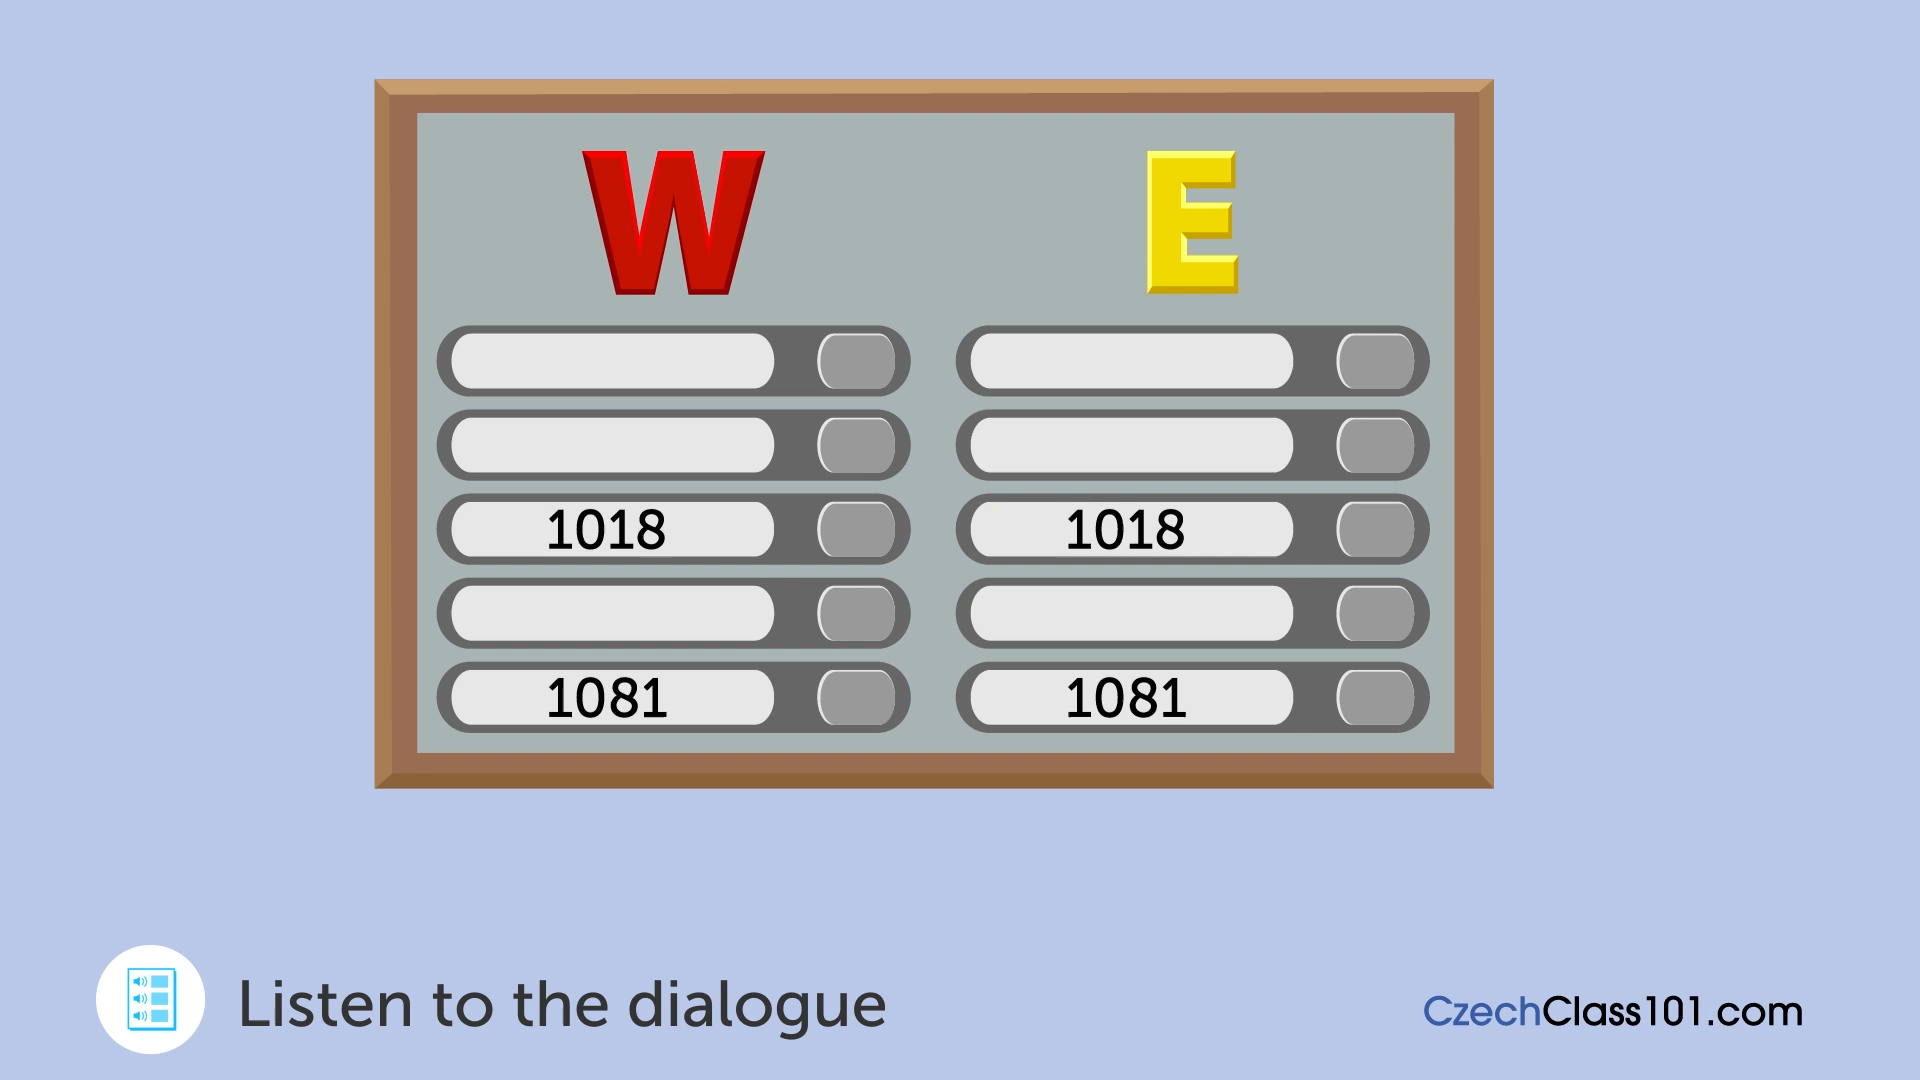 W E
1018 1018
1081 1081
Listen to the dialogue
CzechClass101.com